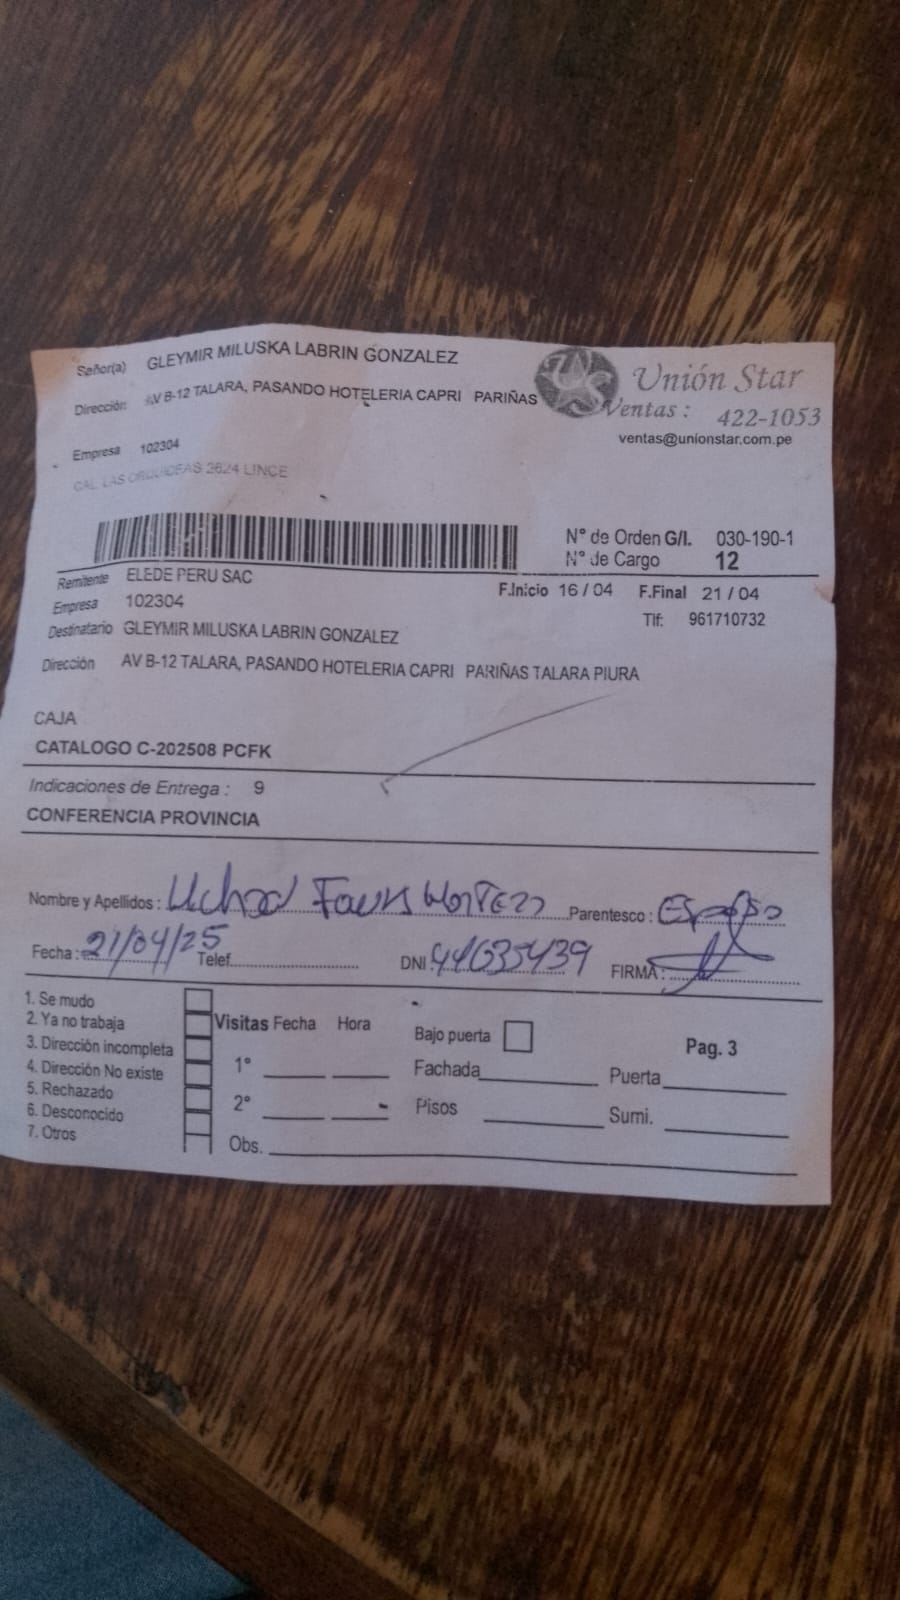 Señor(a) GLEYMIR MILUSKA LABRIN GONZALEZ
Dirección: AV B-12 TALARA, PASANDO HOTELERIA CAPRI PARIÑAS
Unión Star
Ventas : 422-1053
ventas@unionstar.com.pe
Empresa 102304
CAL LAS ORQUIDEAS 2624 LINCE
N° de Orden G/I. 030-190-1
N° de Cargo 12
Remitente ELEDE PERU SAC
F.Inicio 16 / 04 F.Final 21 / 04
Empresa 102304
Tlf: 961710732
Destinatario GLEYMIR MILUSKA LABRIN GONZALEZ
Dirección AV B-12 TALARA, PASANDO HOTELERIA CAPRI PARIÑAS TALARA PIURA
CAJA
CATALOGO C-202508 PCFK
Indicaciones de Entrega : 9
CONFERENCIA PROVINCIA
Nombre y Apellidos : Parentesco : Esposo
Fecha : 21/04/25 Telef. DNI : 44635439 FIRMA :
1. Se mudo
2. Ya no trabaja
3. Dirección incompleta
4. Dirección No existe
5. Rechazado
6. Desconocido
7. Otros
Visitas Fecha Hora
1°
2°
Obs.
Bajo puerta
Pag. 3
Fachada Puerta
Pisos Sumi.